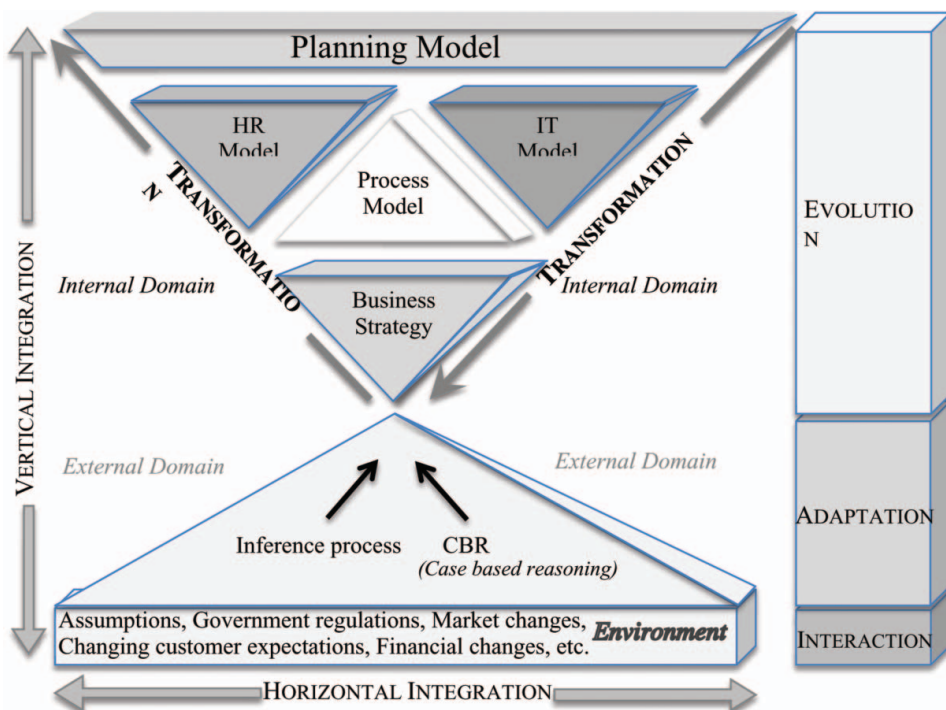 Planning Model
HR
Model
IT
Model
Process
Model
TRANSFORMATIO
N
TRANSFORMATION
EVOLUTIO
N
Internal Domain
TRANSFORMATIO
Internal Domain
Business
Strategy
VERTICAL INTEGRATION
External Domain
External Domain
ADAPTATION
Inference process
CBR
(Case based reasoning)
Assumptions, Government regulations, Market changes,
Changing customer expectations, Financial changes, etc.
Environment
INTERACTION
HORIZONTAL INTEGRATION